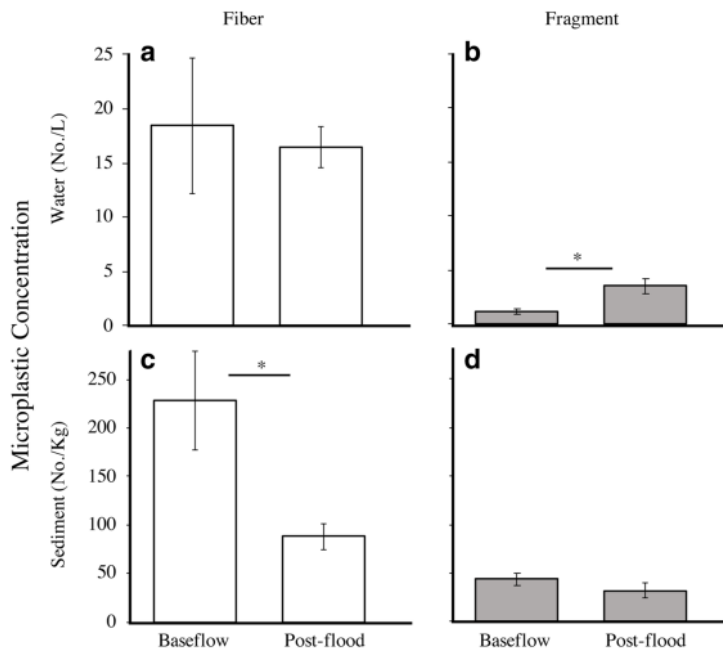 Fiber
Fragment
Microplastic Concentration
Water (No./L)
a
25
20
15
10
5
0
b
*
Sediment (No./Kg)
c
250
200
150
100
50
0
*
d
Baseflow
Post-flood
Baseflow
Post-flood